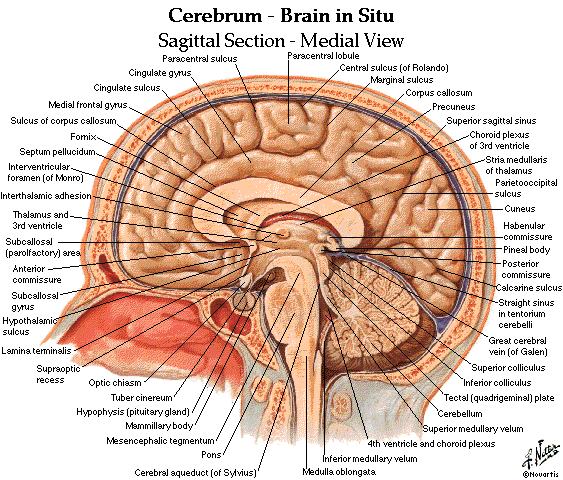 Cerebrum - Brain in Situ
Sagittal Section - Medial View
Paracentral sulcus
Cingulate gyrus
Cingulate sulcus
Medial frontal gyrus
Sulcus of corpus callosum
Fornix
Septum pellucidum
Interventricular
foramen (of Monro)
Interthalamic adhesion
Thalamus and
3rd ventricle
Subcallosal
(parolfactory) area
Anterior
commissure
Subcallosal
gyrus
Hypothalamic
sulcus
Lamina terminalis
Supraoptic
recess
Optic chiasm
Tuber cinereum
Hypophysis (pituitary gland)
Mammillary body
Mesencephalic tegmentum
Pons
Cerebral aqueduct (of Sylvius)
Paracentral lobule
Central sulcus (of Rolando)
Marginal sulcus
Corpus callosum
Precuneus
Superior sagittal sinus
Choroid plexus
of 3rd ventricle
Stria medullaris
of thalamus
Parietooccipital
sulcus
Cuneus
Habenular
commissure
Pineal body
Posterior
commissure
Calcarine sulcus
Straight sinus
in tentorium
cerebelli
Great cerebral
vein (of Galen)
Superior colliculus
Inferior colliculus
Tectal (quadrigeminal) plate
Cerebellum
Superior medullary velum
4th ventricle and choroid plexus
Inferior medullary velum
Medulla oblongata
©Novartis